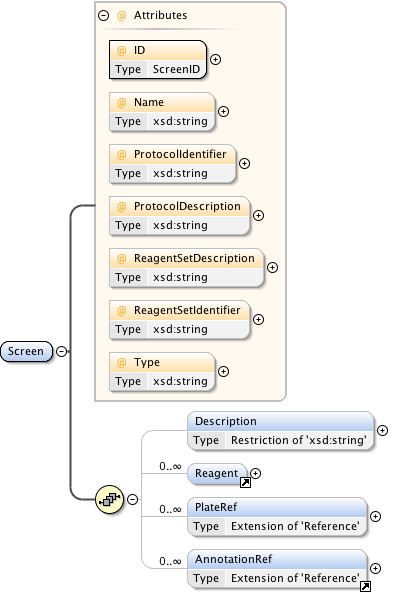 @ Attributes
@ ID
Type ScreenID
@ Name
Type xsd:string
@ ProtocolIdentifier
Type xsd:string
@ ProtocolDescription
Type xsd:string
@ ReagentSetDescription
Type xsd:string
@ ReagentSetIdentifier
Type xsd:string
@ Type
Type xsd:string
Screen
Description
Type Restriction of 'xsd:string'
0..∞
Reagent
0..∞
PlateRef
Type Extension of 'Reference'
0..∞
AnnotationRef
Type Extension of 'Reference'